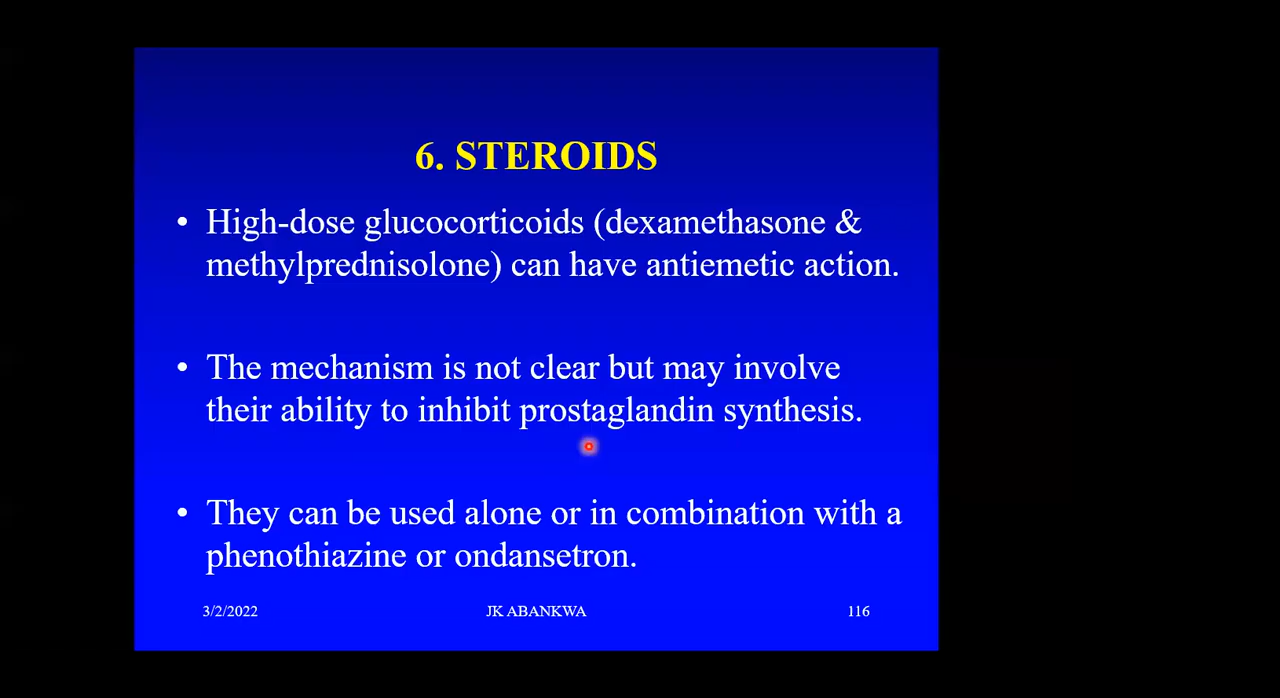 6. STEROIDS
• High-dose glucocorticoids (dexamethasone &
methylprednisolone) can have antiemetic action.
• The mechanism is not clear but may involve
their ability to inhibit prostaglandin synthesis.
• They can be used alone or in combination with a
phenothiazine or ondansetron.
3/2/2022 JK ABANKWA 116